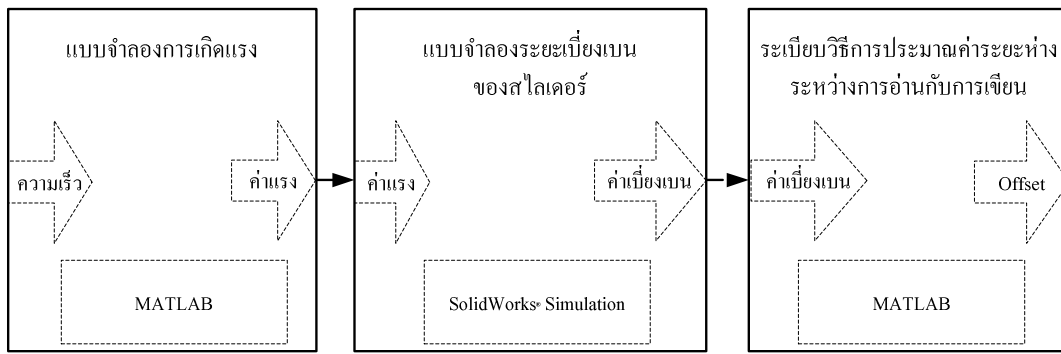 แบบจำลองการเกิดแรง
ความเร็ว
ค่าแรง
MATLAB
แบบจำลองระยะเบี่ยงเบน
ของสไลเดอร์
ค่าแรง
ค่าเบี่ยงเบน
SolidWorks® Simulation
ระเบียบวิธีการประมาณค่าระยะห่าง
ระหว่างการอ่านกับการเขียน
ค่าเบี่ยงเบน
Offset
MATLAB